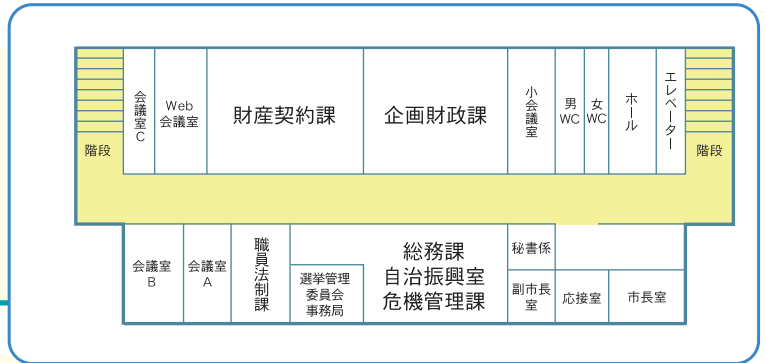 階段
会議室C
Web
会議室
財産契約課
企画財政課
小会議室
男
WC
女
WC
ホール
エレベーター
階段
会議室
B
会議室
A
職員法制課
選挙管理
委員会
事務局
総務課
自治振興室
危機管理課
秘書係
副市長
室
応接室
市長室